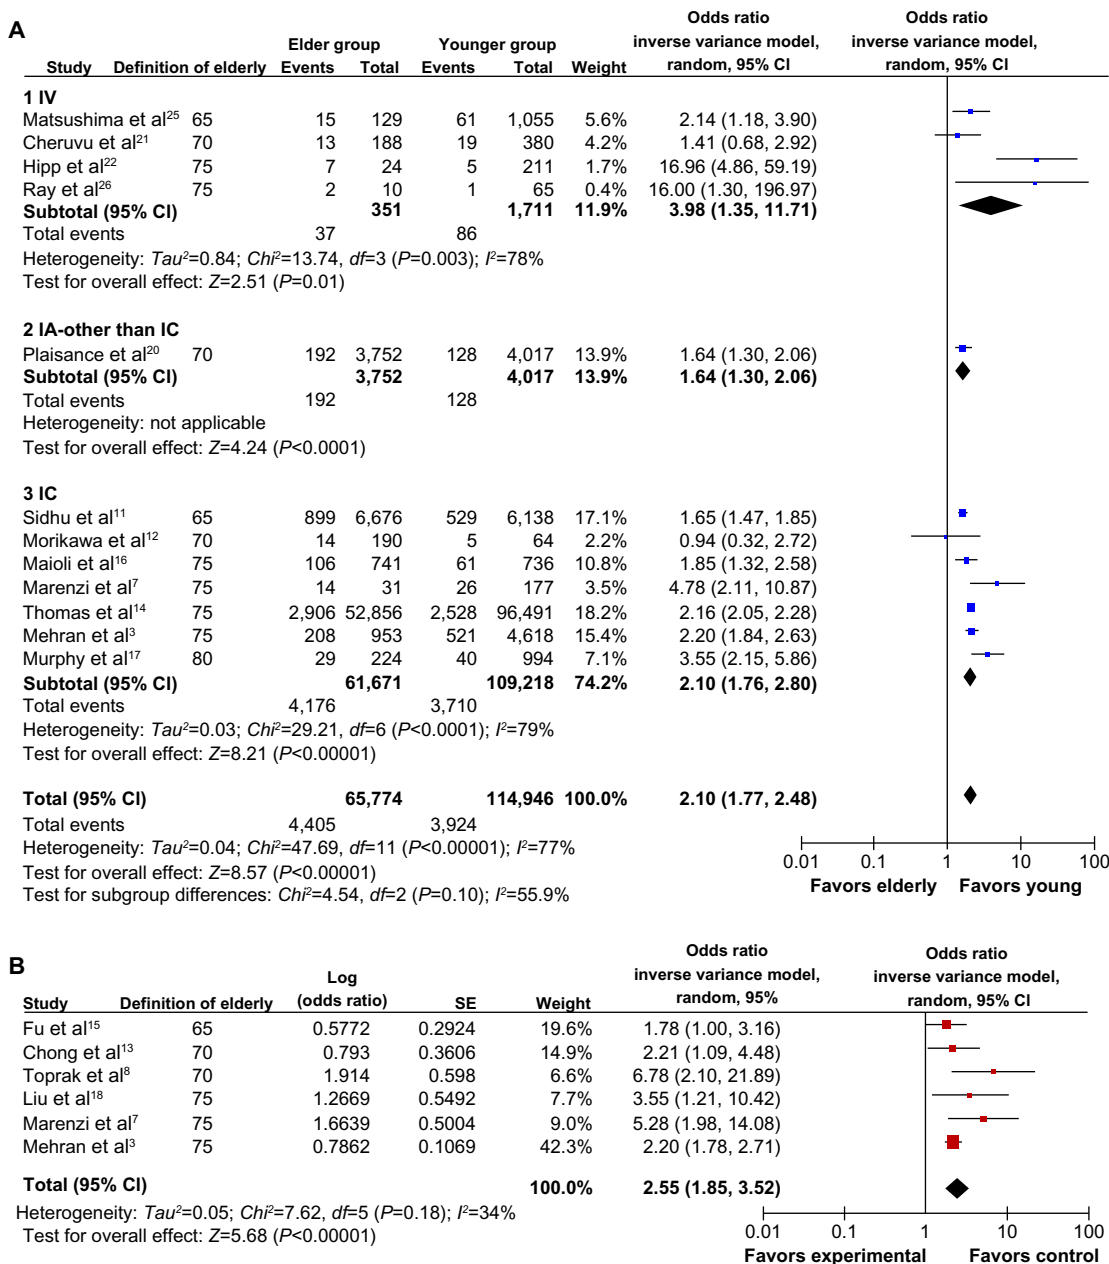 A
Odds ratio Odds ratio
Elder group Younger group inverse variance model, inverse variance model,
Study Definition of elderly Events Total Events Total Weight random, 95% CI random, 95% CI
1 IV
Matsushima et al25 65 15 129 61 1,055 5.6% 2.14 (1.18, 3.90)
Cheruvu et al21 70 13 188 19 380 4.2% 1.41 (0.68, 2.92)
Hipp et al22 75 7 24 5 211 1.7% 16.96 (4.86, 59.19)
Ray et al26 75 2 10 1 65 0.4% 16.00 (1.30, 196.97)
Subtotal (95% CI) 351 1,711 11.9% 3.98 (1.35, 11.71)
Total events 37 86
Heterogeneity: Tau2=0.84; Chi2=13.74, df=3 (P=0.003); I2=78%
Test for overall effect: Z=2.51 (P=0.01)
2 IA-other than IC
Plaisance et al20 70 192 3,752 128 4,017 13.9% 1.64 (1.30, 2.06)
Subtotal (95% CI) 3,752 4,017 13.9% 1.64 (1.30, 2.06)
Total events 192 128
Heterogeneity: not applicable
Test for overall effect: Z=4.24 (P<0.0001)
3 IC
Sidhu et al11 65 899 6,676 529 6,138 17.1% 1.65 (1.47, 1.85)
Morikawa et al12 70 14 190 5 64 2.2% 0.94 (0.32, 2.72)
Maioli et al16 75 106 741 61 736 10.8% 1.85 (1.32, 2.58)
Marenzi et al7 75 14 31 26 177 3.5% 4.78 (2.11, 10.87)
Thomas et al14 75 2,906 52,856 2,528 96,491 18.2% 2.16 (2.05, 2.28)
Mehran et al3 75 208 953 521 4,618 15.4% 2.20 (1.84, 2.63)
Murphy et al17 80 29 224 40 994 7.1% 3.55 (2.15, 5.86)
Subtotal (95% CI) 61,671 109,218 74.2% 2.10 (1.76, 2.80)
Total events 4,176 3,710
Heterogeneity: Tau2=0.03; Chi2=29.21, df=6 (P<0.0001); I2=79%
Test for overall effect: Z=8.21 (P<0.00001)
Total (95% CI) 65,774 114,946 100.0% 2.10 (1.77, 2.48)
Total events 4,405 3,924
Heterogeneity: Tau2=0.04; Chi2=47.69, df=11 (P<0.00001); I2=77%
Test for overall effect: Z=8.57 (P<0.00001)
Test for subgroup differences: Chi2=4.54, df=2 (P=0.10); I2=55.9%
0.01 0.1 1 10 100
Favors elderly Favors young
B
Odds ratio Odds ratio
Log inverse variance model, inverse variance model,
Study Definition of elderly (odds ratio) SE Weight random, 95% random, 95% CI
Fu et al15 65 0.5772 0.2924 19.6% 1.78 (1.00, 3.16)
Chong et al13 70 0.793 0.3606 14.9% 2.21 (1.09, 4.48)
Toprak et al8 70 1.914 0.598 6.6% 6.78 (2.10, 21.89)
Liu et al18 75 1.2669 0.5492 7.7% 3.55 (1.21, 10.42)
Marenzi et al7 75 1.6639 0.5004 9.0% 5.28 (1.98, 14.08)
Mehran et al3 75 0.7862 0.1069 42.3% 2.20 (1.78, 2.71)
Total (95% CI) 100.0% 2.55 (1.85, 3.52)
Heterogeneity: Tau2=0.05; Chi2=7.62, df=5 (P=0.18); I2=34%
Test for overall effect: Z=5.68 (P<0.00001)
0.01 0.1 1 10 100
Favors experimental Favors control